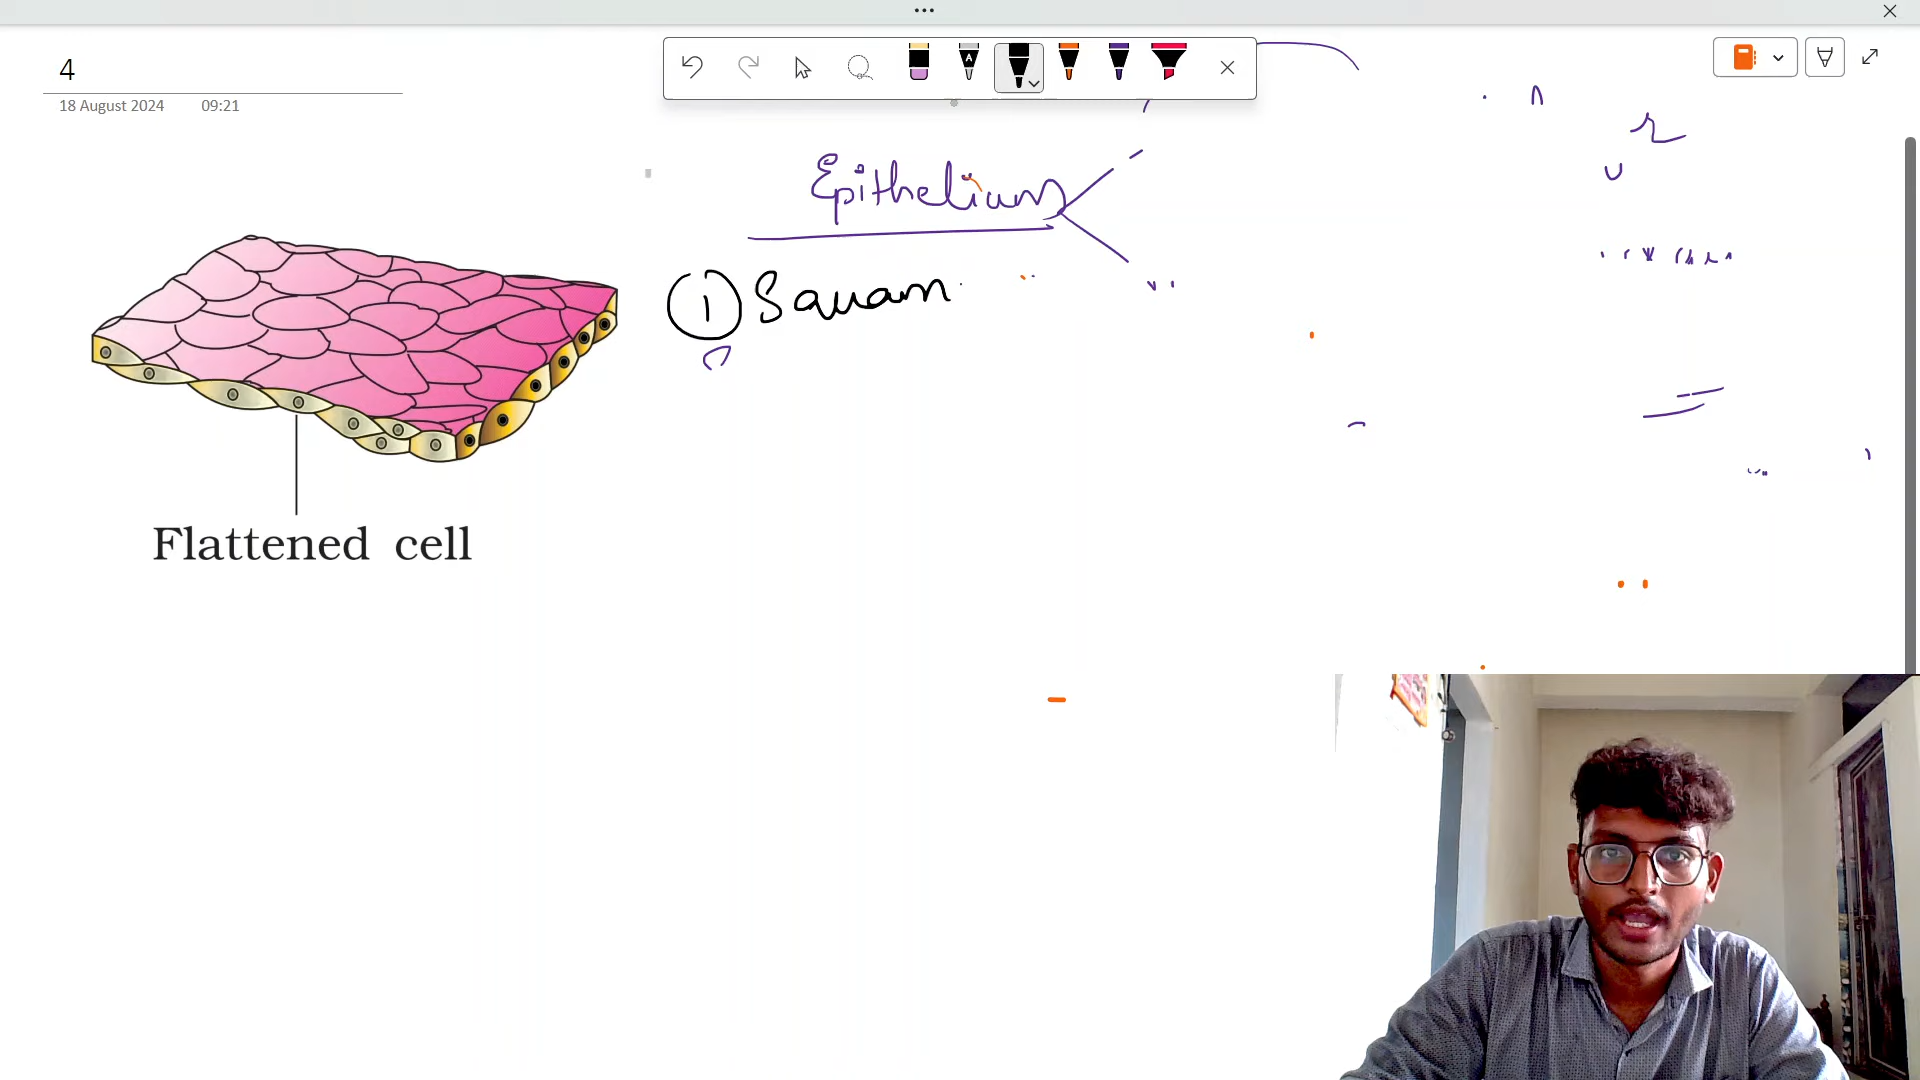 4
18 August 2024 09:21
Epithelium
① Squam
Flattened cell